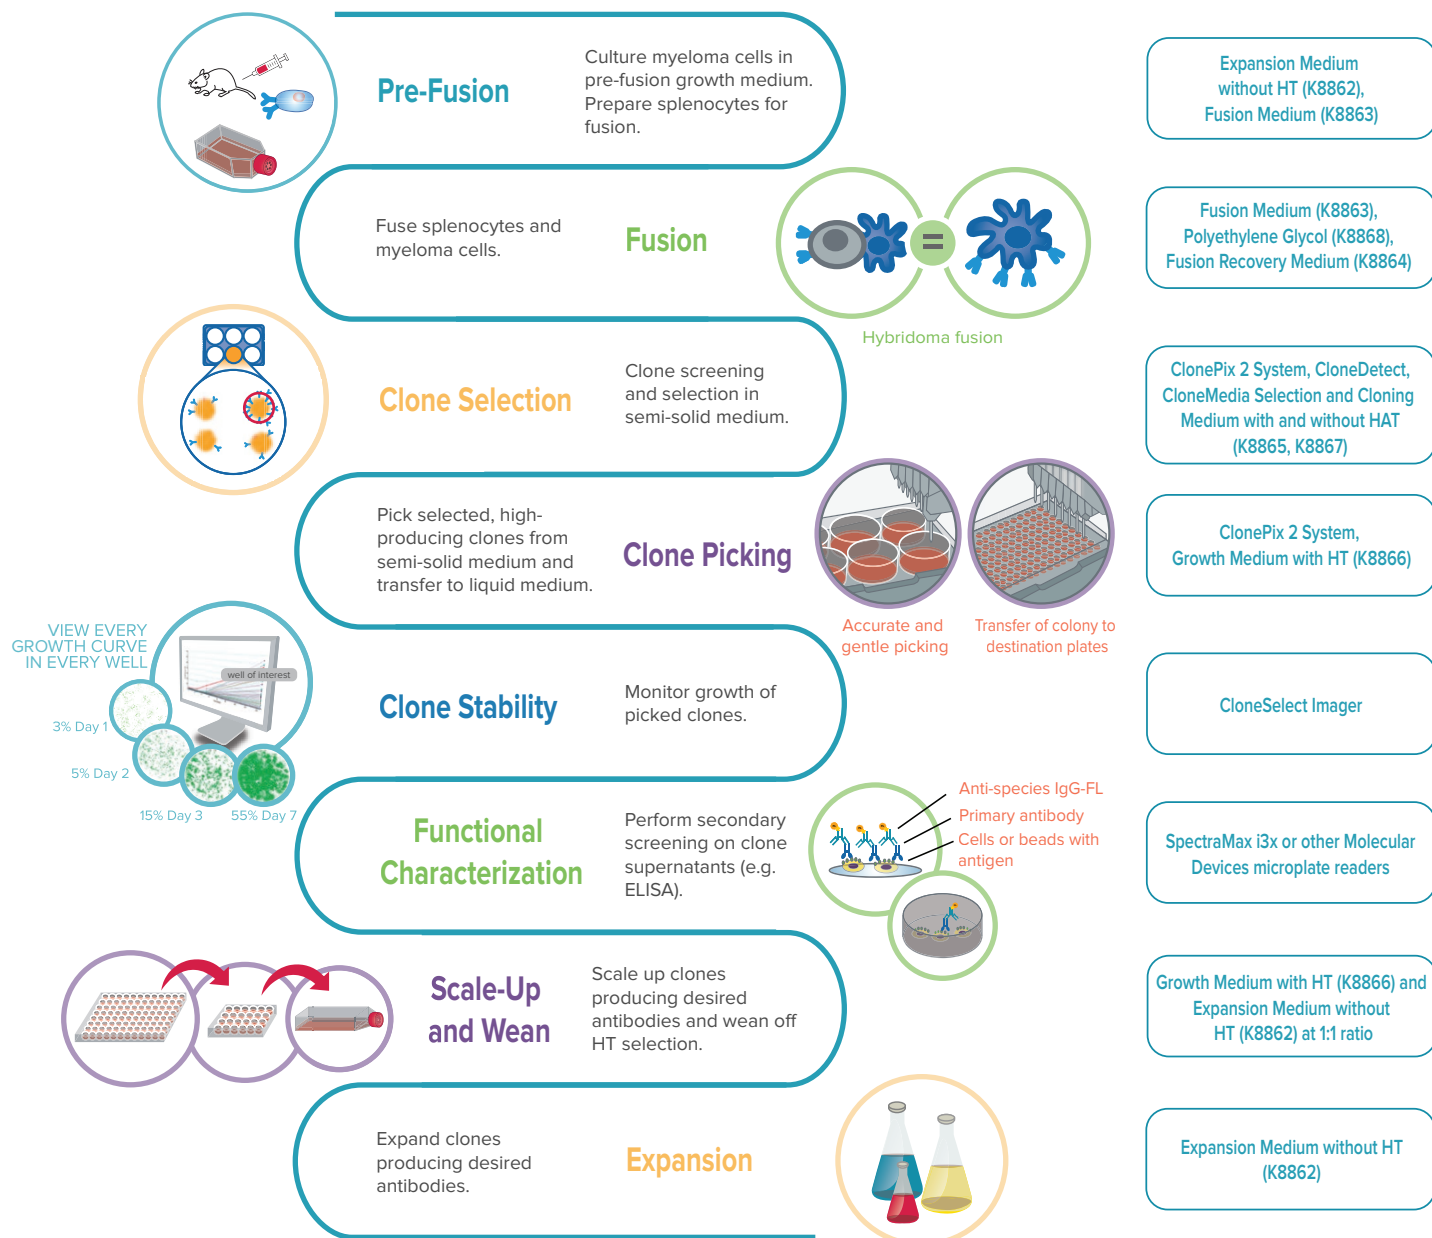 Pre-Fusion
Culture myeloma cells in
pre-fusion growth medium.
Prepare splenocytes for
fusion.
Expansion Medium
without HT (K8862),
Fusion Medium (K8863)
Fuse splenocytes and
myeloma cells.
Fusion
Hybridoma fusion
Fusion Medium (K8863),
Polyethylene Glycol (K8868),
Fusion Recovery Medium (K8864)
Clone Selection
Clone screening
and selection in
semi-solid medium.
ClonePix 2 System, CloneDetect,
CloneMedia Selection and Cloning
Medium with and without HAT
(K8865, K8867)
Pick selected, high-
producing clones from
semi-solid medium and
transfer to liquid medium.
Clone Picking
Accurate and
gentle picking
Transfer of colony to
destination plates
ClonePix 2 System,
Growth Medium with HT (K8866)
VIEW EVERY
GROWTH CURVE
IN EVERY WELL
well of interest
3% Day 1
5% Day 2
15% Day 3
55% Day 7
Clone Stability
Monitor growth of
picked clones.
CloneSelect Imager
Functional
Characterization
Perform secondary
screening on clone
supernatants (e.g.
ELISA).
Anti-species IgG-FL
Primary antibody
Cells or beads with
antigen
SpectraMax i3x or other Molecular
Devices microplate readers
Scale-Up
and Wean
Scale up clones
producing desired
antibodies and wean off
HT selection.
Growth Medium with HT (K8866) and
Expansion Medium without
HT (K8862) at 1:1 ratio
Expand clones
producing desired
antibodies.
Expansion
Expansion Medium without HT
(K8862)